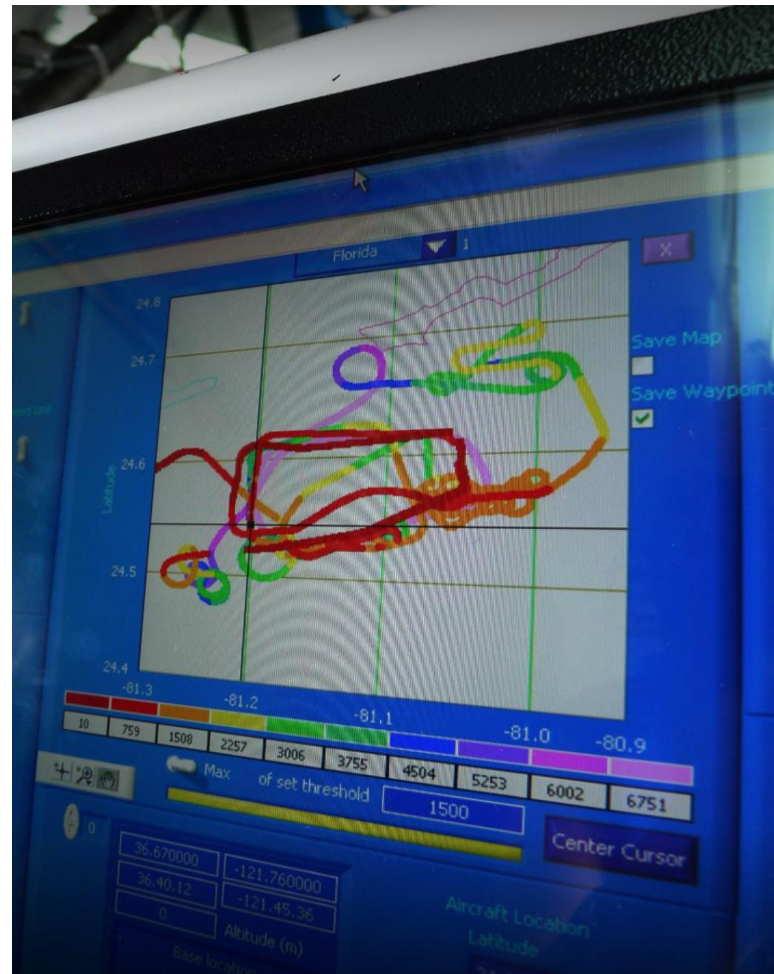 Florida 1 X
24.8
24.7
24.6
24.5
24.4
Latitude
Save Map
Save Waypoint
-81.3 -81.2 -81.1 -81.0 -80.9
10 759 1508 2257 3006 3755 4504 5253 6002 6751
Max of set threshold 1500
Center Cursor
0
36.670000 -121.760000
36.40.12 -121.45.36
0 Altitude (m)
Base location
Aircraft Location
Latitude